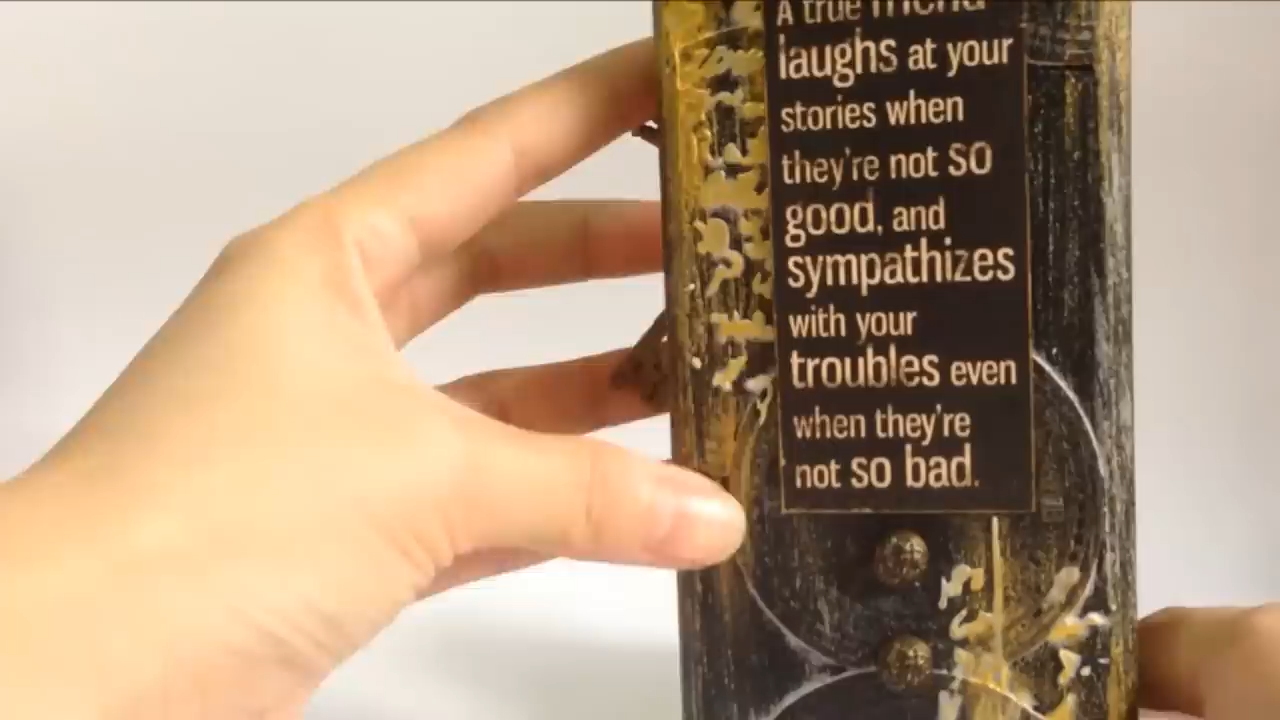 A true friend
laughs at your
stories when
they're not so
good, and
sympathizes
with your
troubles even
when they're
not so bad.